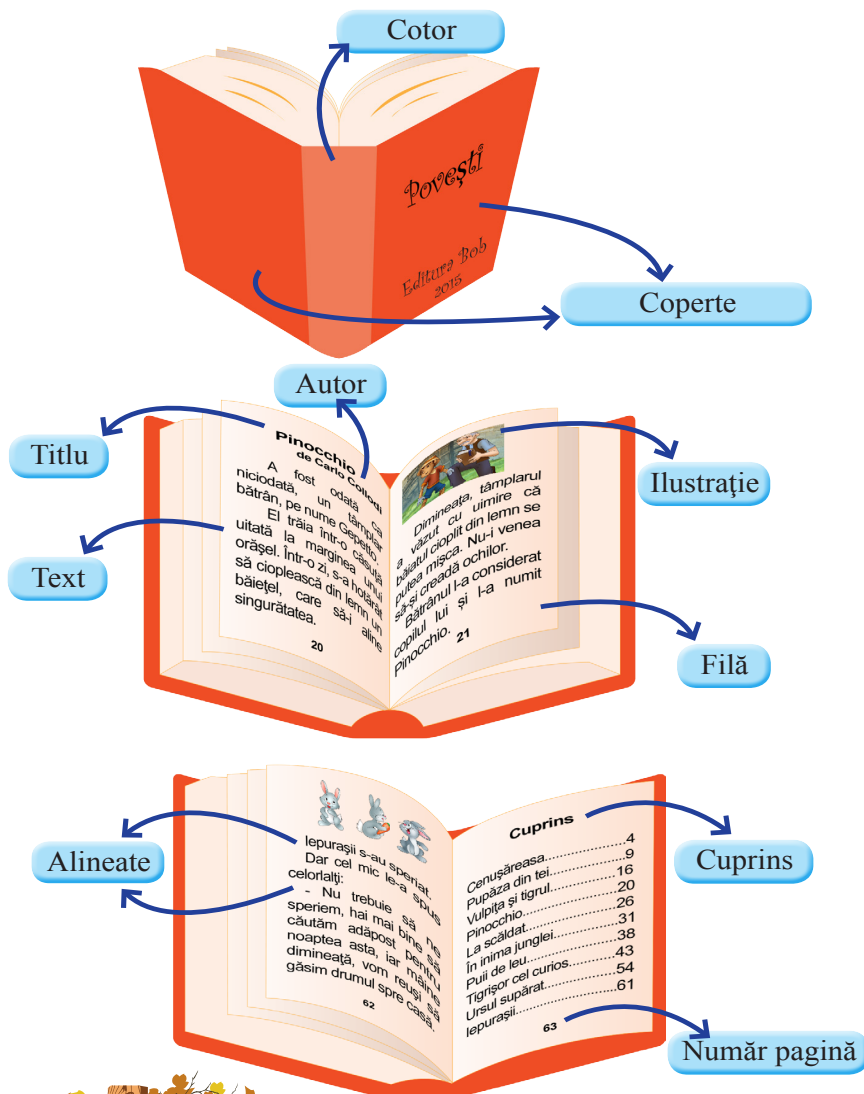 Cotor
Povești
Editura Bob
2015
Coperte
Autor
Titlu
Pinocchio
de Carlo Collodi
A fost odată ca
niciodată, un tâmplar
bătrân, pe nume Gepetto.
El trăia într-o căsuță
uitată la marginea unui
orășel. Într-o zi, s-a hotărât
să cioplească din lemn un
băiețel, care să-i aline
singurătatea.
20
Text
Dimineața, tâmplarul
a văzut cu uimire că
băiatul cioplit din lemn se
putea mișca. Nu-i venea
să-și creadă ochilor.
Bătrânul l-a considerat
copilul lui și l-a numit
Pinocchio.
21
Ilustraţie
Filă
Alineate
Iepurașii s-au speriat.
Dar cel mic le-a spus
celorlalți:
- Nu trebuie să ne
speriem, hai mai bine să
căutăm adăpost pentru
noaptea asta, iar mâine
dimineață, vom reuși să
găsim drumul spre casă.
62
Cuprins
Cenușăreasa....................4
Pupăza din tei..................9
Vulpița și tigrul...............16
Pinocchio.......................20
La scăldat......................26
În inima junglei...............31
Puii de leu.....................38
Tigrișor cel curios...........43
Ursul supărat.................54
Iepurașii........................61
63
Cuprins
Număr pagină